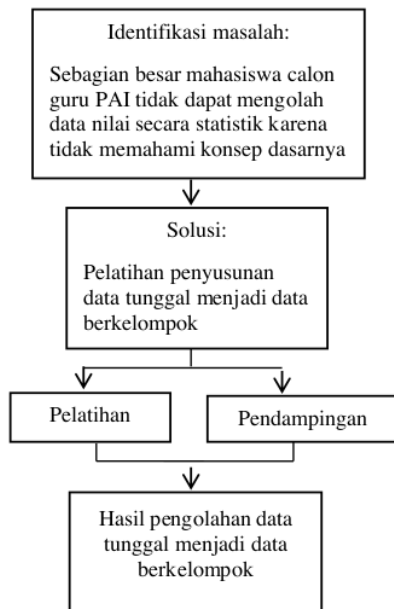 Identifikasi masalah:
Sebagian besar mahasiswa calon
guru PAI tidak dapat mengolah
data nilai secara statistik karena
tidak memahami konsep dasarnya
Solusi:
Pelatihan penyusunan
data tunggal menjadi data
berkelompok
Pelatihan
Pendampingan
Hasil pengolahan data
tunggal menjadi data
berkelompok